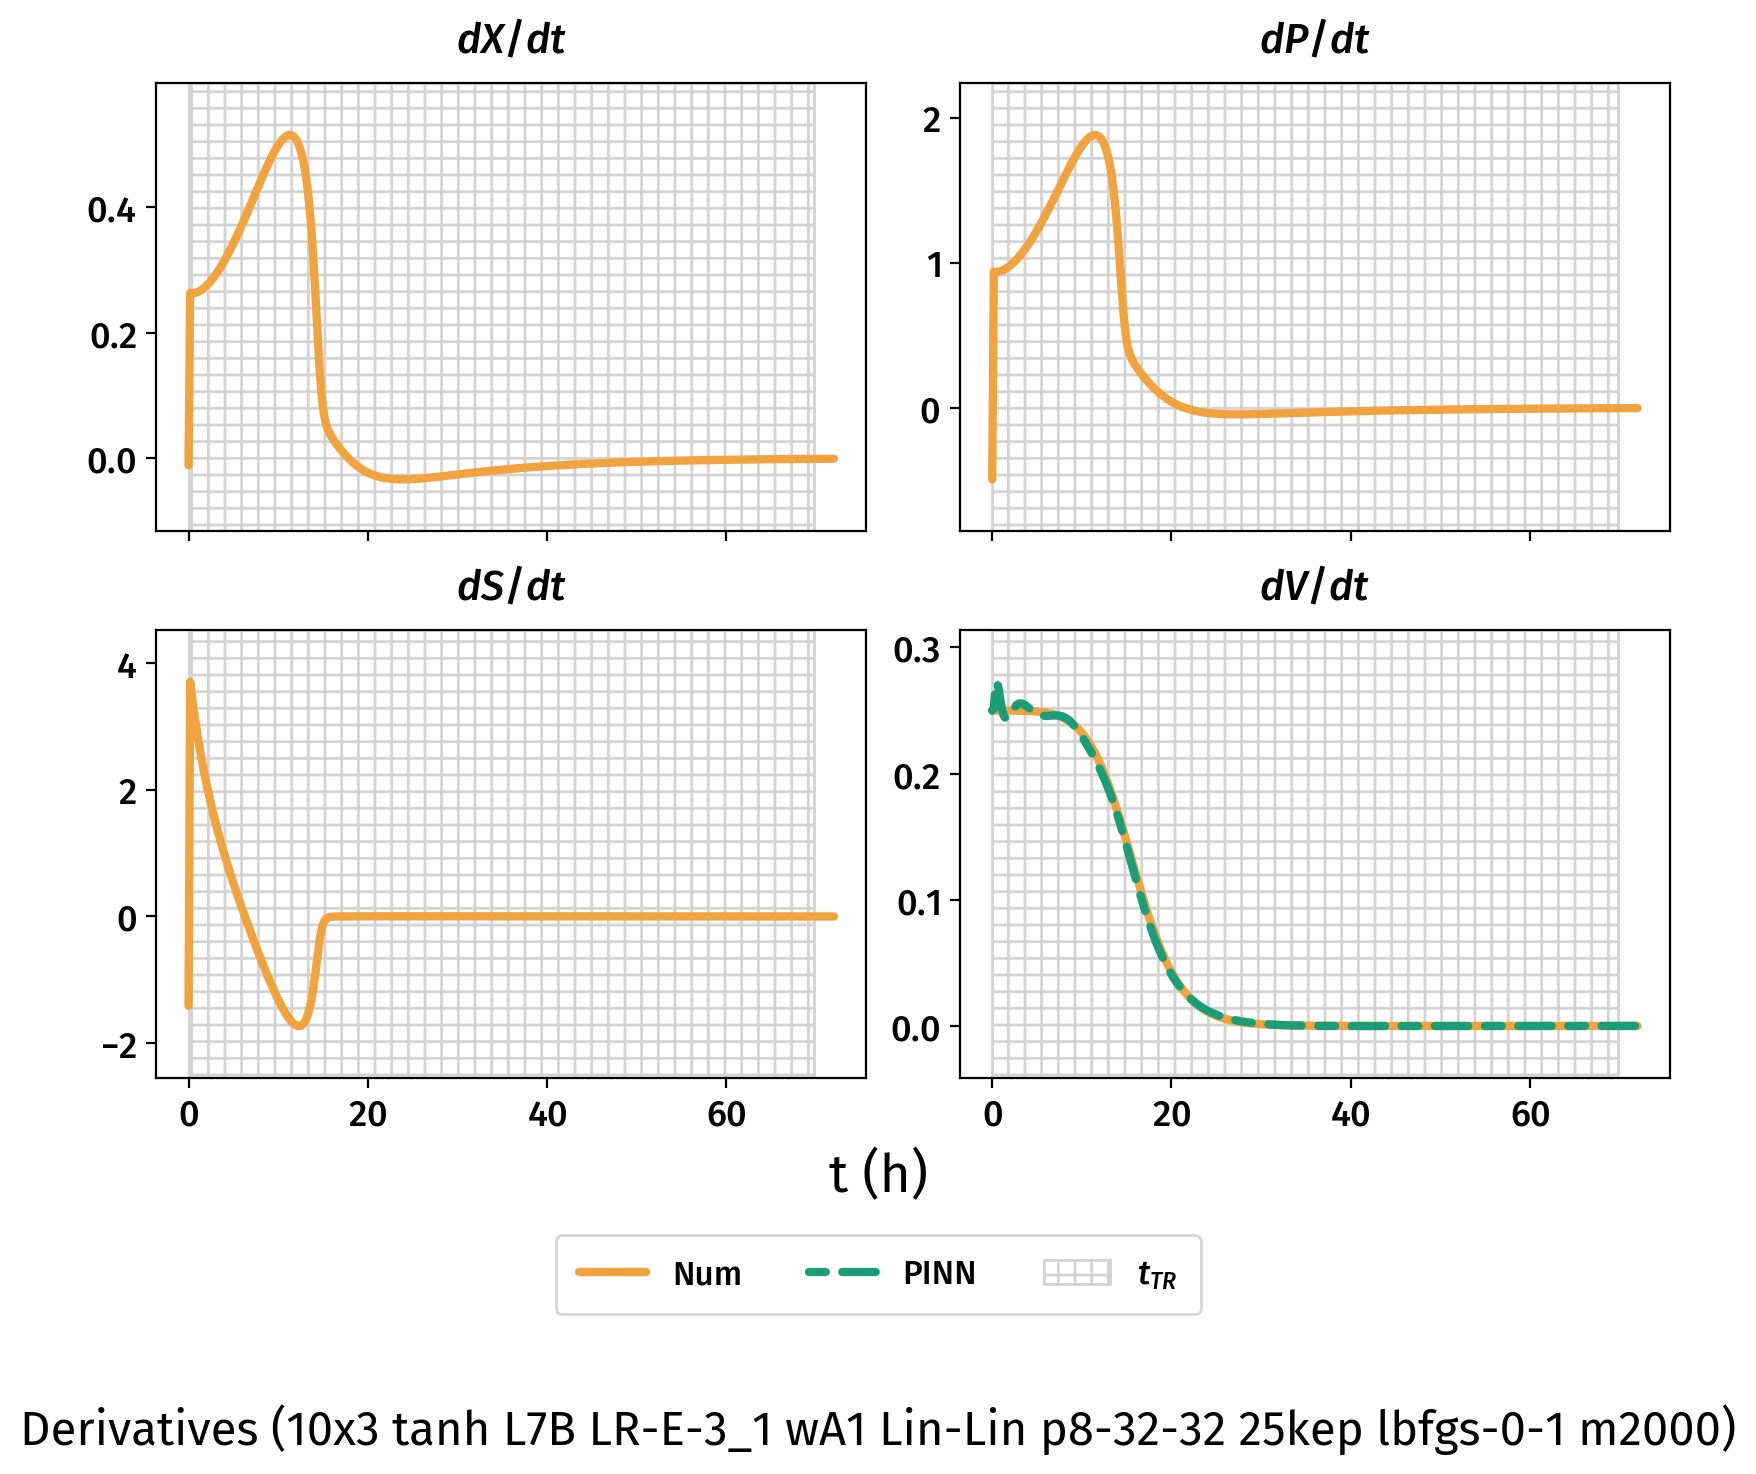 dX/dt
dP/dt
0.4
0.2
0.0
2
1
0
dS/dt
dV/dt
4
2
0
−2
0.3
0.2
0.1
0.0
0 20 40 60
0 20 40 60
t (h)
Num PINN t_TR
Derivatives (10x3 tanh L7B LR-E-3_1 wA1 Lin-Lin p8-32-32 25kep lbfgs-0-1 m2000)